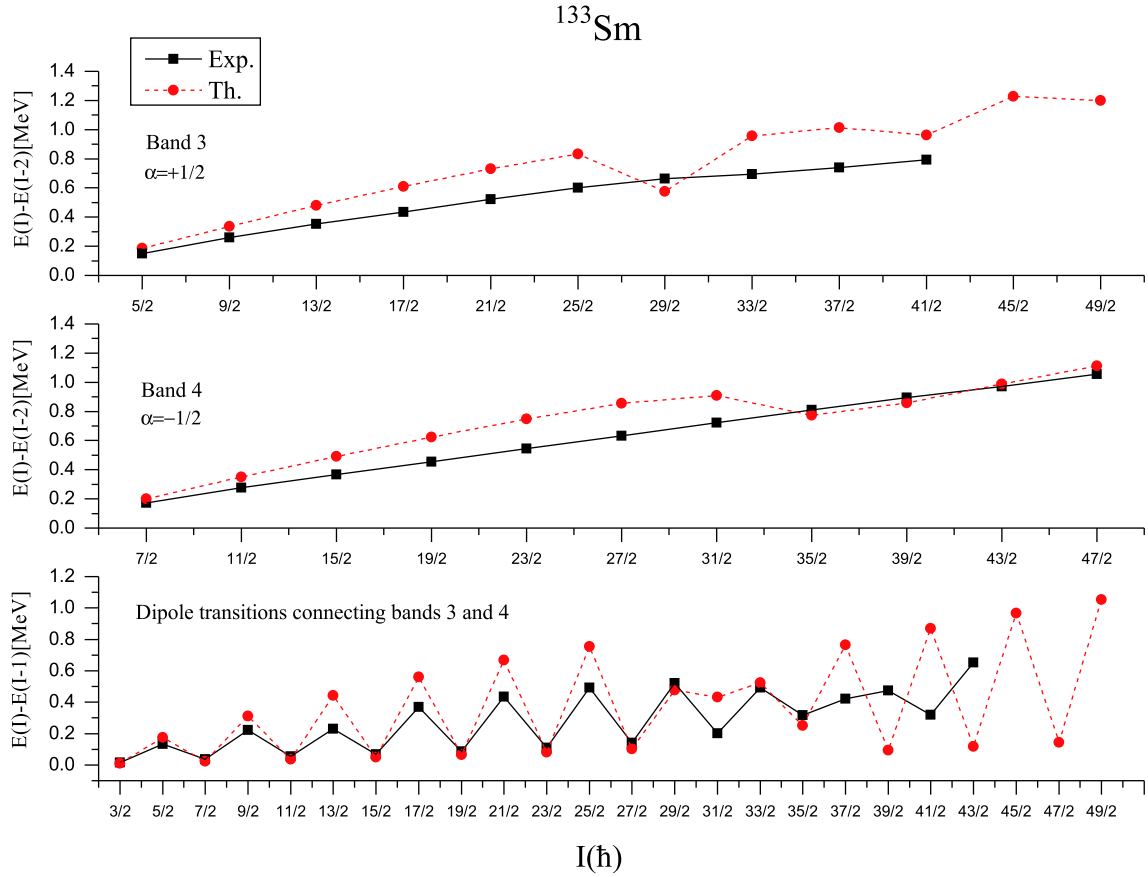 ¹³³Sm
Exp.
Th.
E(I)-E(I-2)[MeV]
1.4
1.2
1.0
0.8
0.6
0.4
0.2
0.0
Band 3
α=+1/2
5/2 9/2 13/2 17/2 21/2 25/2 29/2 33/2 37/2 41/2 45/2 49/2
E(I)-E(I-2)[MeV]
1.4
1.2
1.0
0.8
0.6
0.4
0.2
0.0
Band 4
α=−1/2
7/2 11/2 15/2 19/2 23/2 27/2 31/2 35/2 39/2 43/2 47/2
E(I)-E(I-1)[MeV]
1.2
1.0
0.8
0.6
0.4
0.2
0.0
Dipole transitions connecting bands 3 and 4
3/2 5/2 7/2 9/2 11/2 13/2 15/2 17/2 19/2 21/2 23/2 25/2 27/2 29/2 31/2 33/2 35/2 37/2 39/2 41/2 43/2 45/2 47/2 49/2
I(ħ)